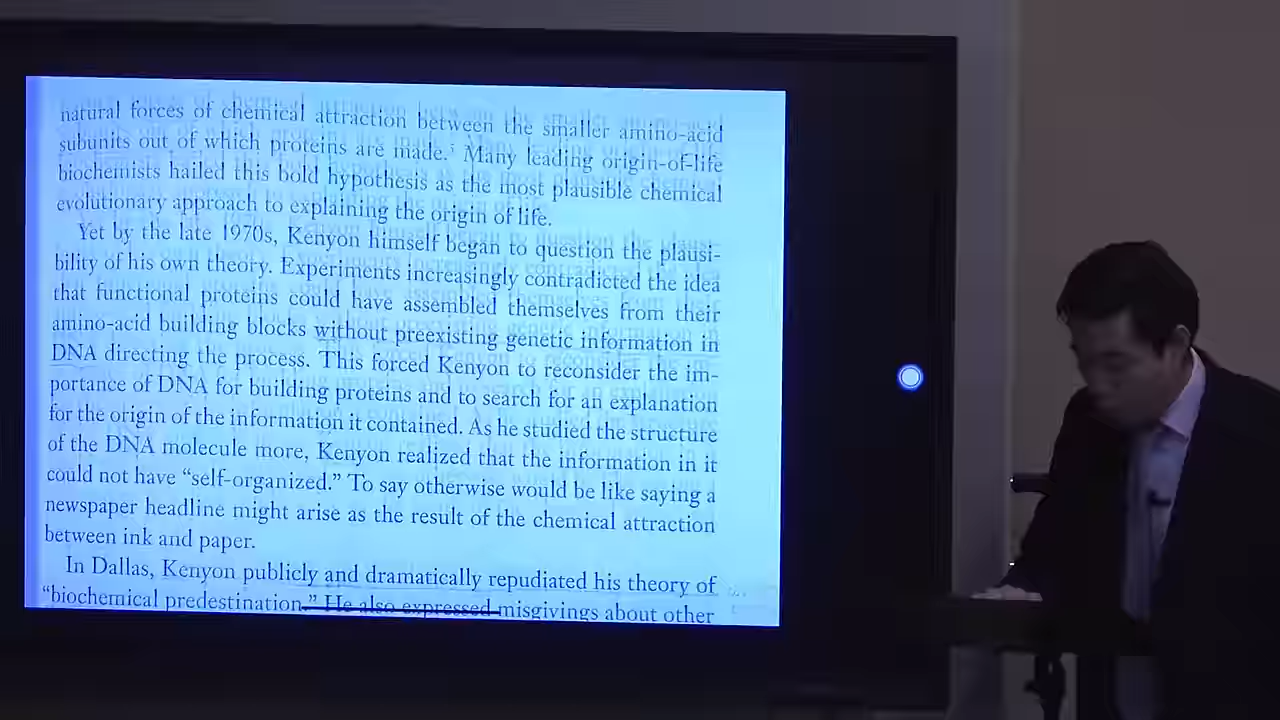 natural forces of chemical attraction between the smaller amino-acid
subunits out of which proteins are made.⁵ Many leading origin-of-life
biochemists hailed this bold hypothesis as the most plausible chemical
evolutionary approach to explaining the origin of life.
Yet by the late 1970s, Kenyon himself began to question the plausi-
bility of his own theory. Experiments increasingly contradicted the idea
that functional proteins could have assembled themselves from their
amino-acid building blocks without preexisting genetic information in
DNA directing the process. This forced Kenyon to reconsider the im-
portance of DNA for building proteins and to search for an explanation
for the origin of the information it contained. As he studied the structure
of the DNA molecule more, Kenyon realized that the information in it
could not have “self-organized.” To say otherwise would be like saying a
newspaper headline might arise as the result of the chemical attraction
between ink and paper.
In Dallas, Kenyon publicly and dramatically repudiated his theory of
“biochemical predestination.” He also expressed misgivings about other